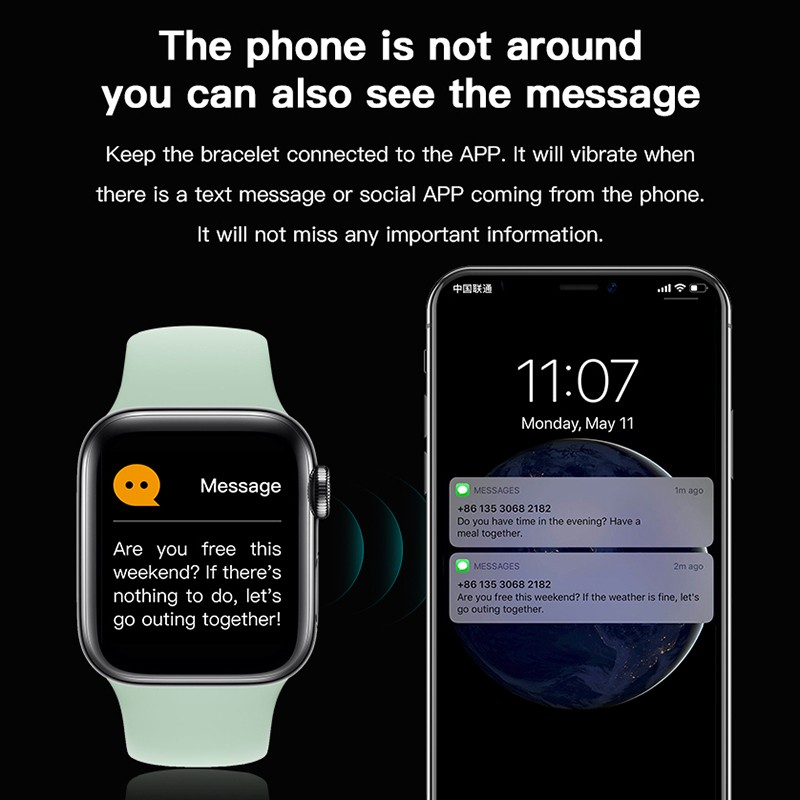 The phone is not around
you can also see the message
Keep the bracelet connected to the APP. It will vibrate when
there is a text message or social APP coming from the phone.
It will not miss any important information.
中国联通
11:07
Monday, May 11
Message
Are you free this
weekend? If there's
nothing to do, let's
go outing together!
MESSAGES 1m ago
+86 135 3068 2182
Do you have time in the evening? Have a
meal together.
MESSAGES 2m ago
+86 135 3068 2182
Are you free this weekend? If the weather is fine, let's
go outing together.